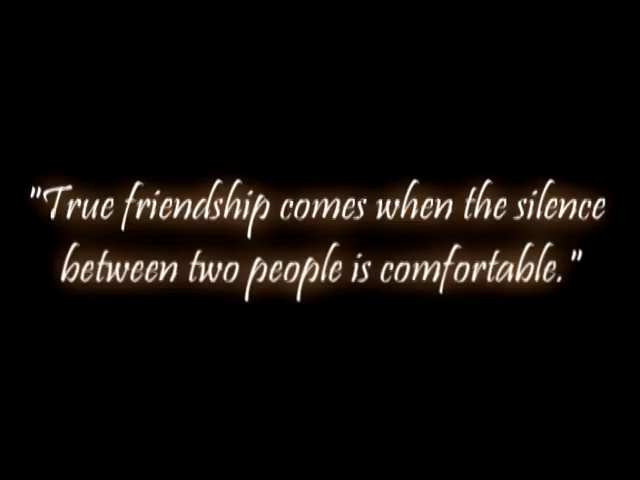 "True friendship comes when the silence
between two people is comfortable."